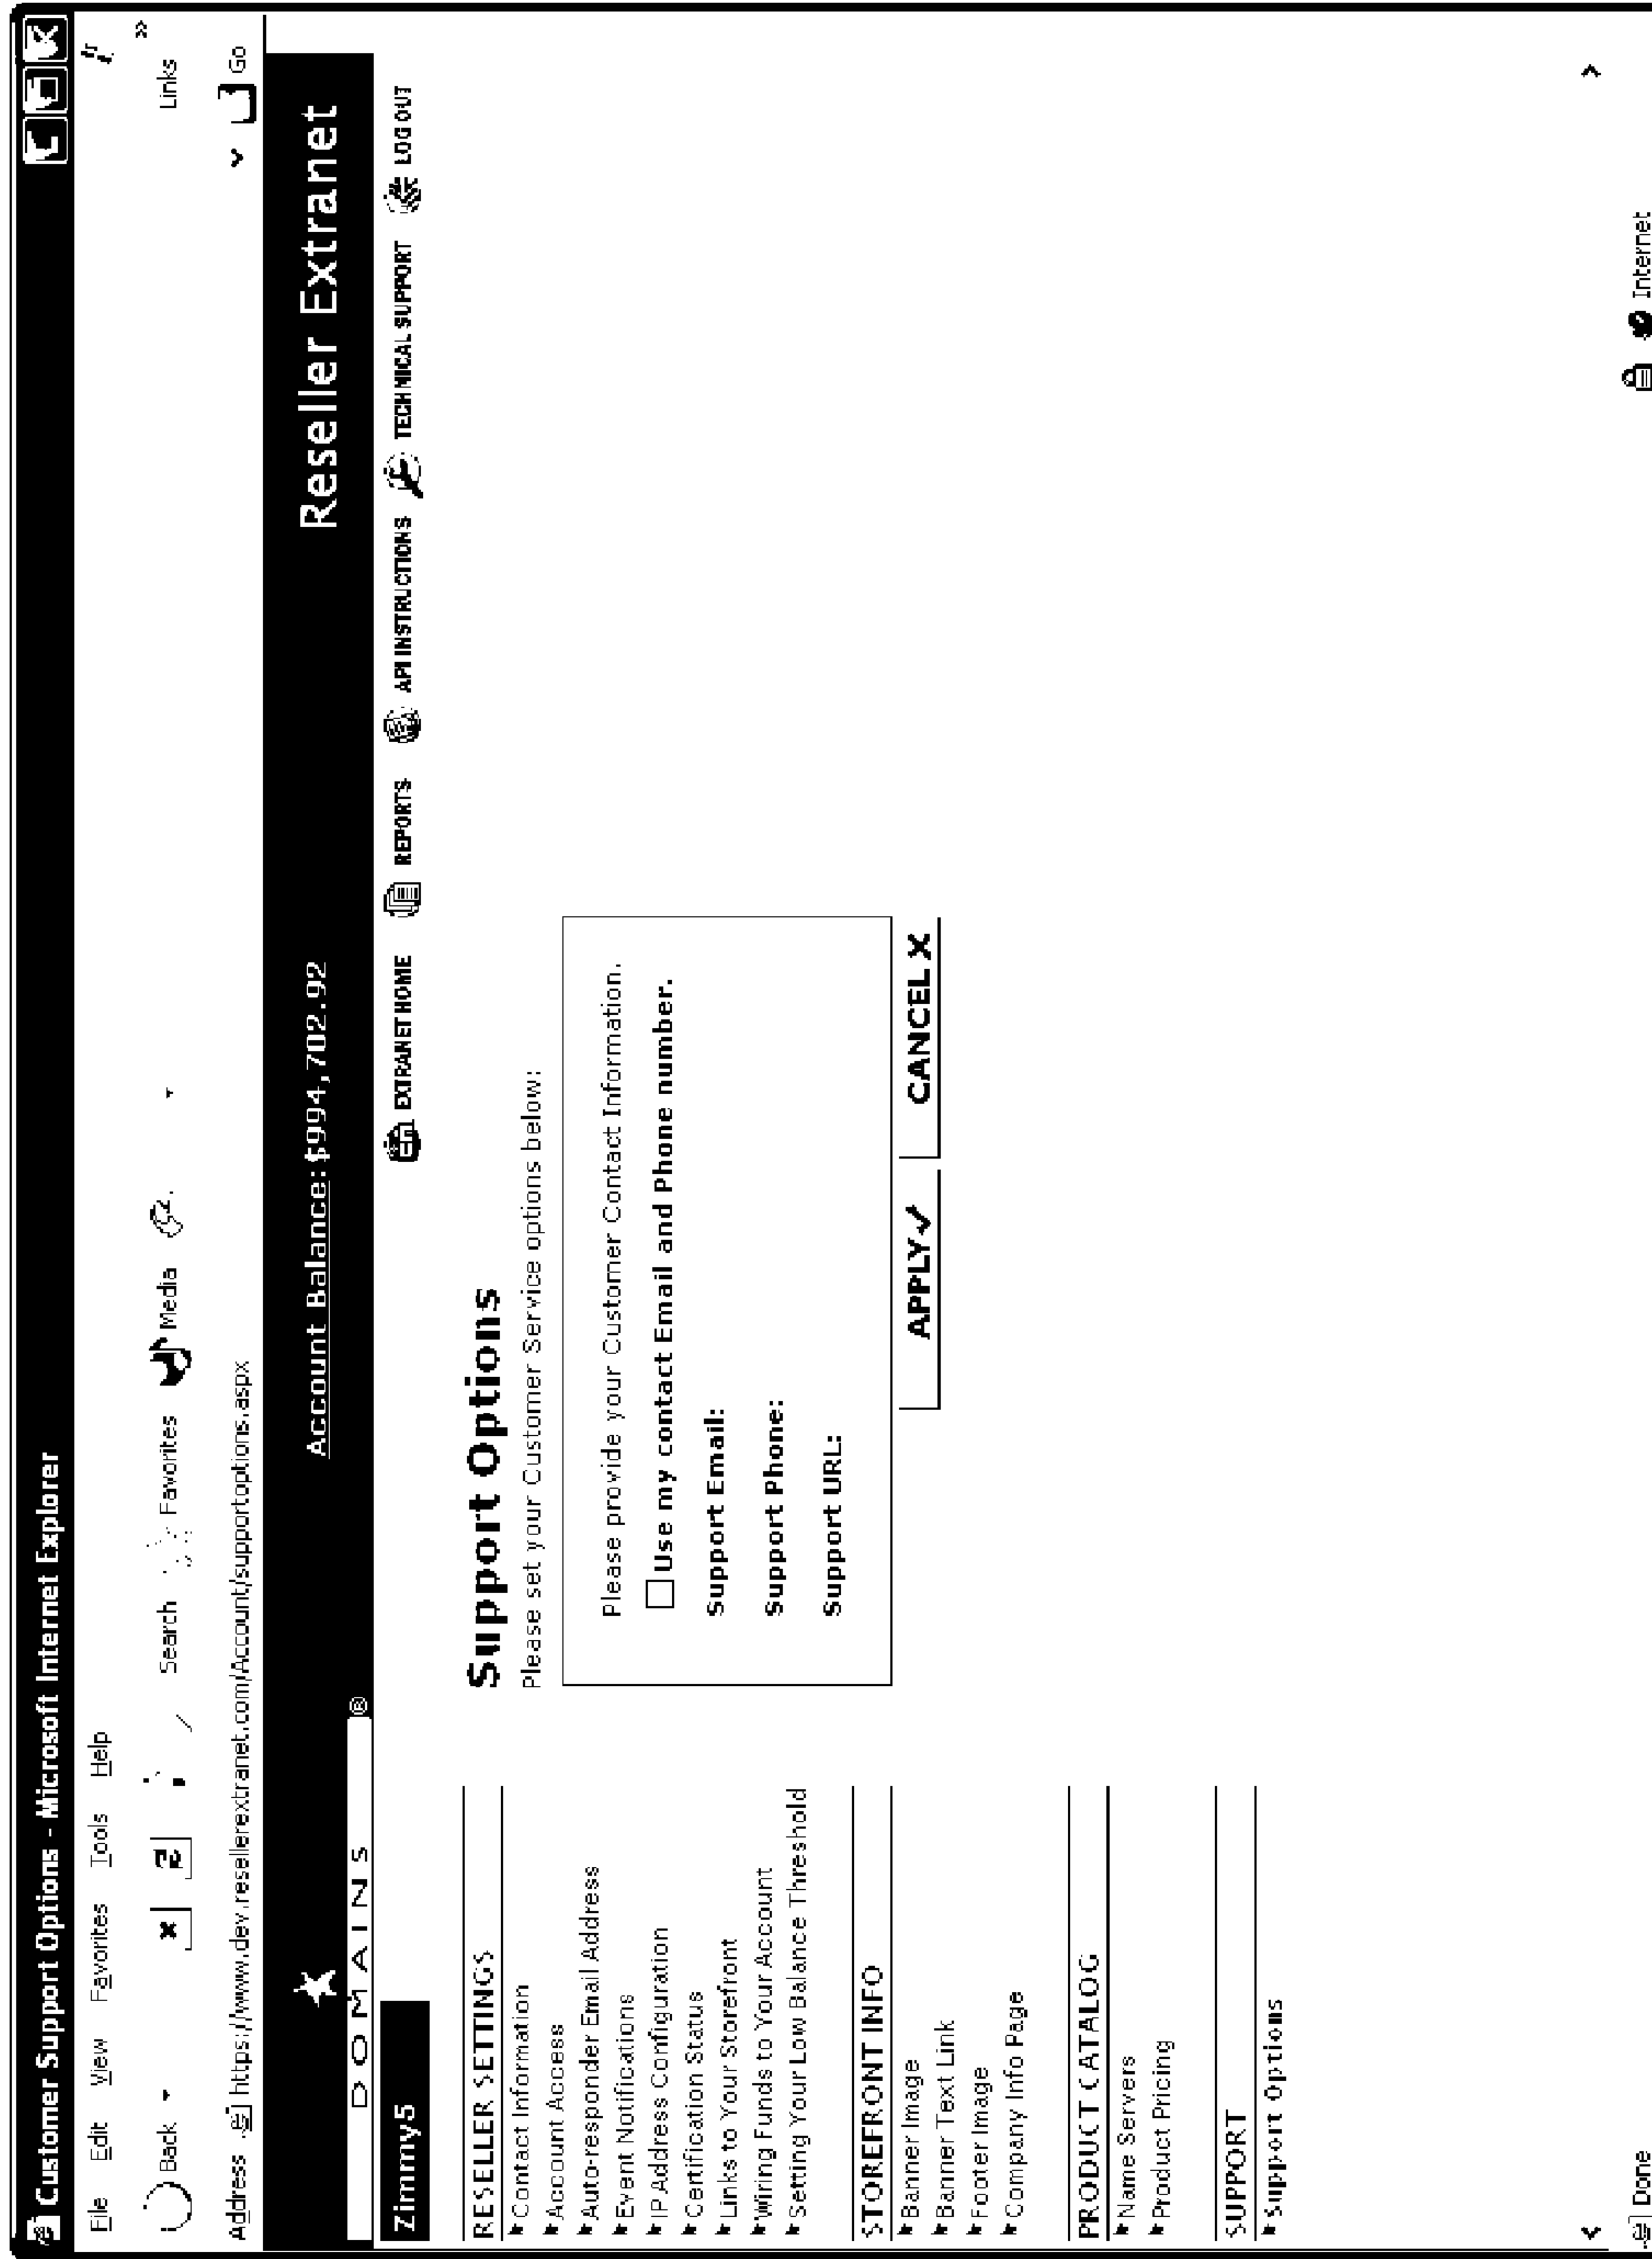 Customer Support Options - Microsoft Internet Explorer
File Edit View Favorites Tools Help
Back Search Favorites Media Links »
Address https://www.dev.resellerextranet.com/Account/supportoptions.aspx Go
DOMAINS®
Account Balance: $994,702.92
Reseller Extranet
Zimmy5
EXTRANET HOME REPORTS API INSTRUCTIONS TECHNICAL SUPPORT LOG OUT
RESELLER SETTINGS
Contact Information
Account Access
Auto-responder Email Address
Event Notifications
IP Address Configuration
Certification Status
Links to Your Storefront
Wiring Funds to Your Account
Setting Your Low Balance Threshold
STOREFRONT INFO
Banner Image
Banner Text Link
Footer Image
Company Info Page
PRODUCT CATALOG
Name Servers
Product Pricing
SUPPORT
Support Options
Support Options
Please set your Customer Service options below:
Please provide your Customer Contact Information.
Use my contact Email and Phone number.
Support Email:
Support Phone:
Support URL:
APPLY✓ CANCEL X
Done Internet